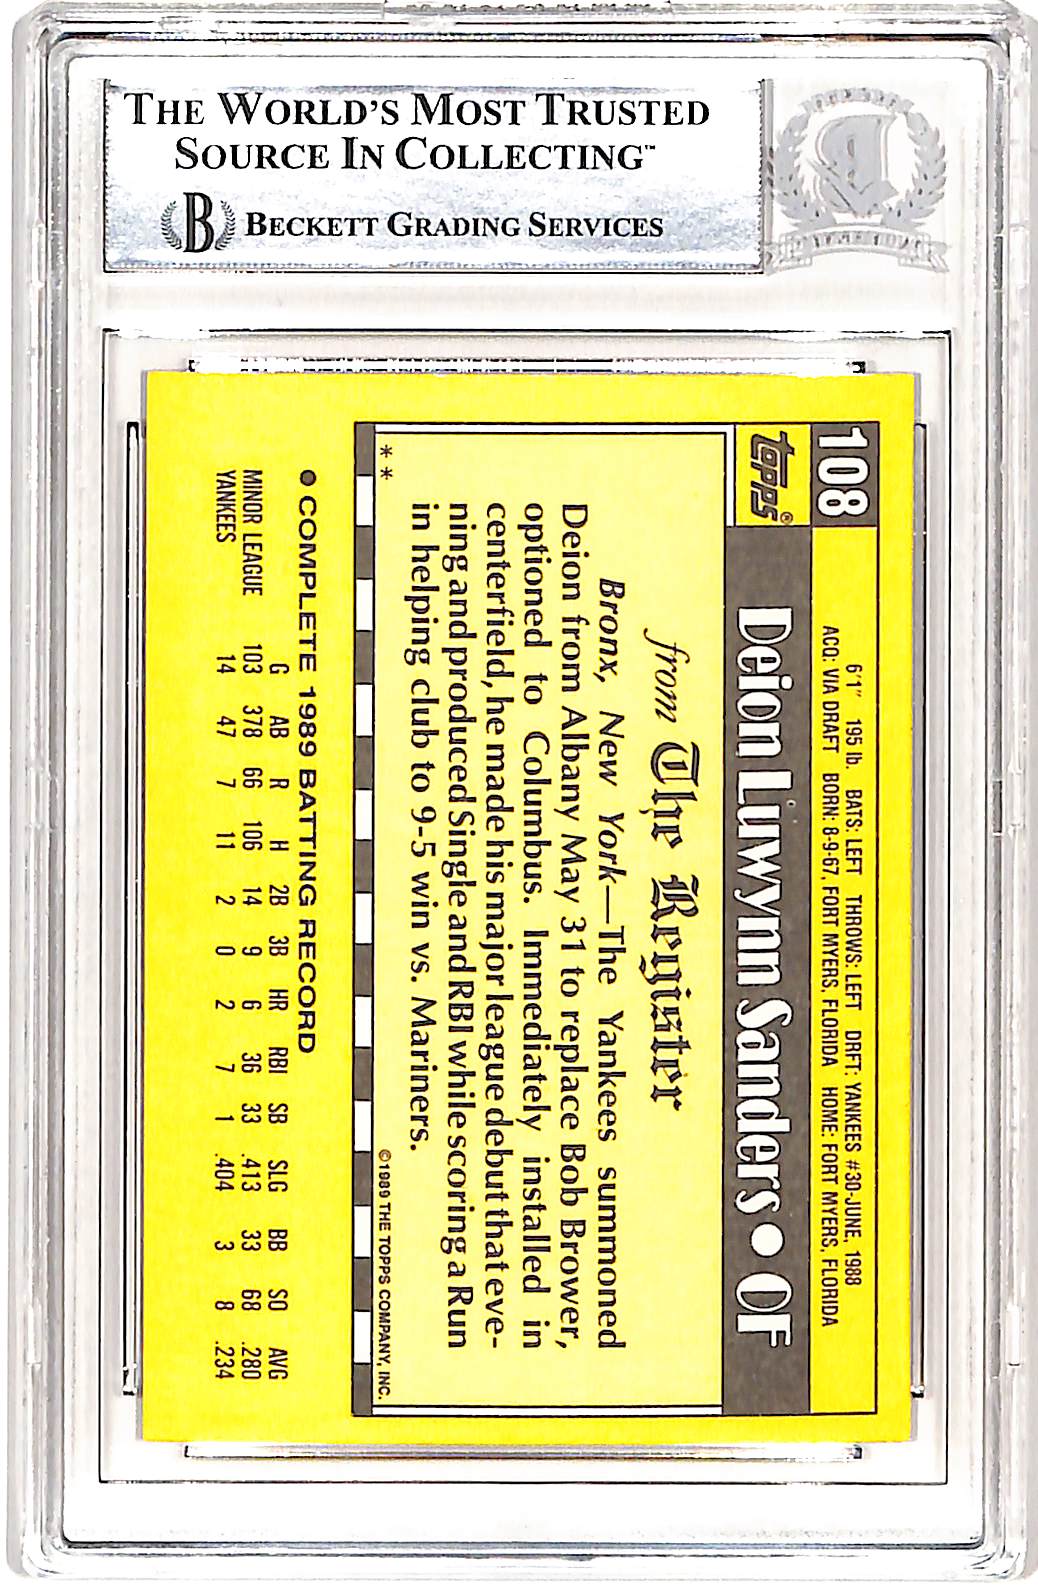 THE WORLD'S MOST TRUSTED
SOURCE IN COLLECTING™
B BECKETT GRADING SERVICES
108
6'1" 195 lb. BATS: LEFT THROWS: LEFT DRFT: YANKEES #30-JUNE, 1988
ACQ: VIA DRAFT BORN: 8-9-67, FORT MYERS, FLORIDA HOME: FORT MYERS, FLORIDA
topps®
Deion Luwynn Sanders ● OF
from The Register
Bronx, New York—The Yankees summoned
Deion from Albany May 31 to replace Bob Brower,
optioned to Columbus. Immediately installed in
centerfield, he made his major league debut that eve-
ning and produced Single and RBI while scoring a Run
in helping club to 9-5 win vs. Mariners.
**
©1989 THE TOPPS COMPANY, INC.
● COMPLETE 1989 BATTING RECORD
G AB R H 2B 3B HR RBI SB SLG BB SO AVG
MINOR LEAGUE 103 378 66 106 14 9 6 36 33 .413 33 68 .280
YANKEES 14 47 7 11 2 0 2 7 1 .404 3 8 .234